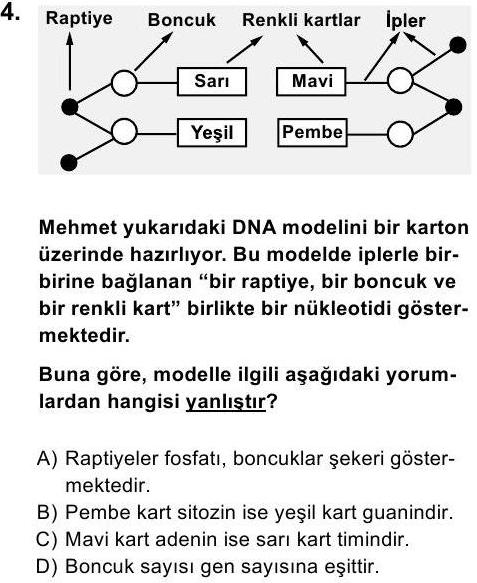 4.
Raptiye Boncuk Renkli kartlar İpler
Sarı Mavi
Yeşil Pembe
Mehmet yukarıdaki DNA modelini bir karton
üzerinde hazırlıyor. Bu modelde iplerle bir-
birine bağlanan “bir raptiye, bir boncuk ve
bir renkli kart” birlikte bir nükleotidi göster-
mektedir.
Buna göre, modelle ilgili aşağıdaki yorum-
lardan hangisi yanlıştır?
A) Raptiyeler fosfatı, boncuklar şekeri göster-
mektedir.
B) Pembe kart sitozin ise yeşil kart guanindir.
C) Mavi kart adenin ise sarı kart timindir.
D) Boncuk sayısı gen sayısına eşittir.